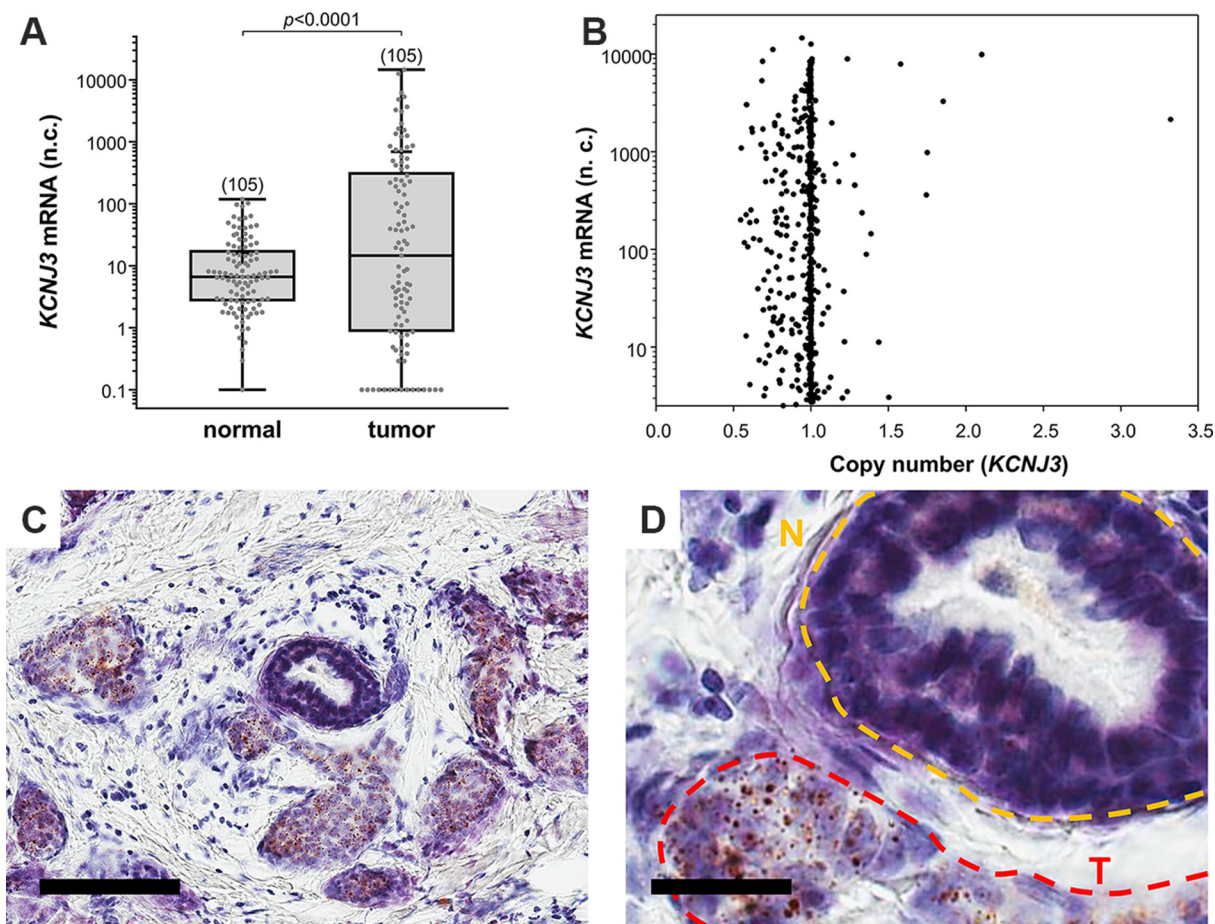 A
p<0.0001
(105)
(105)
KCNJ3 mRNA (n.c.)
10000
1000
100
10
1
0.1
normal
tumor
B
KCNJ3 mRNA (n. c.)
10000
1000
100
10
0.0
0.5
1.0
1.5
2.0
2.5
3.0
3.5
Copy number (KCNJ3)
C
D
N
T